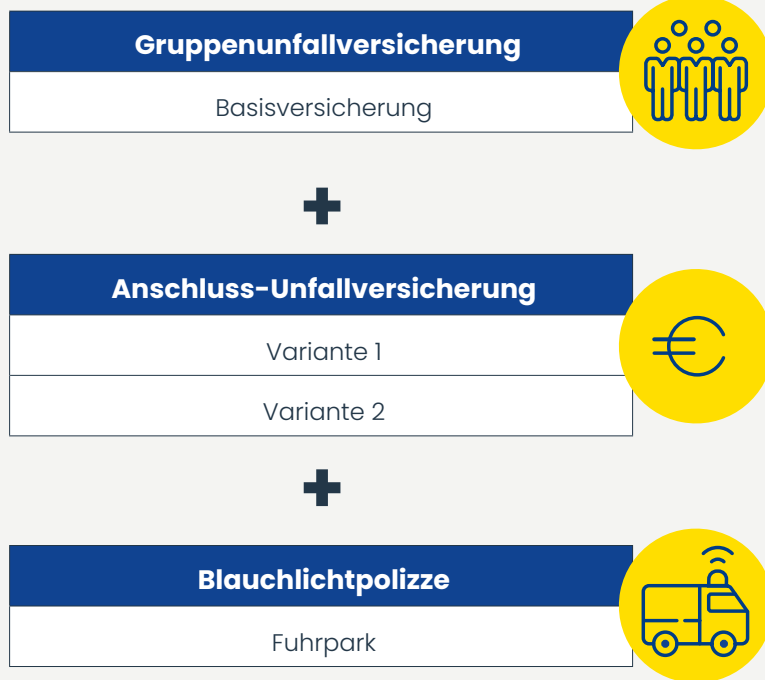 Gruppenunfallversicherung
Basisversicherung
+
Anschluss-Unfallversicherung
Variante 1
Variante 2
+
Blauchlichtpolizze
Fuhrpark